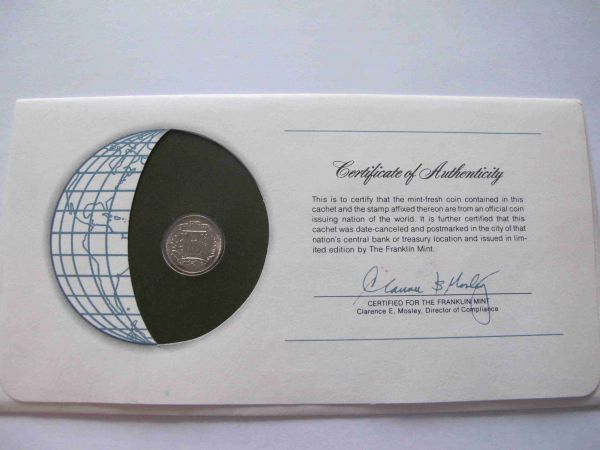 Certificate of Authenticity
This is to certify that the mint-fresh coin contained in this
cachet and the stamp affixed thereon are from an official coin
issuing nation of the world. It is further certified that this
cachet was date-canceled and postmarked in the city of that
nation's central bank or treasury location and issued in lim-
ited edition by The Franklin Mint.
CERTIFIED FOR THE FRANKLIN MINT
Clarence E. Mosley, Director of Compliance